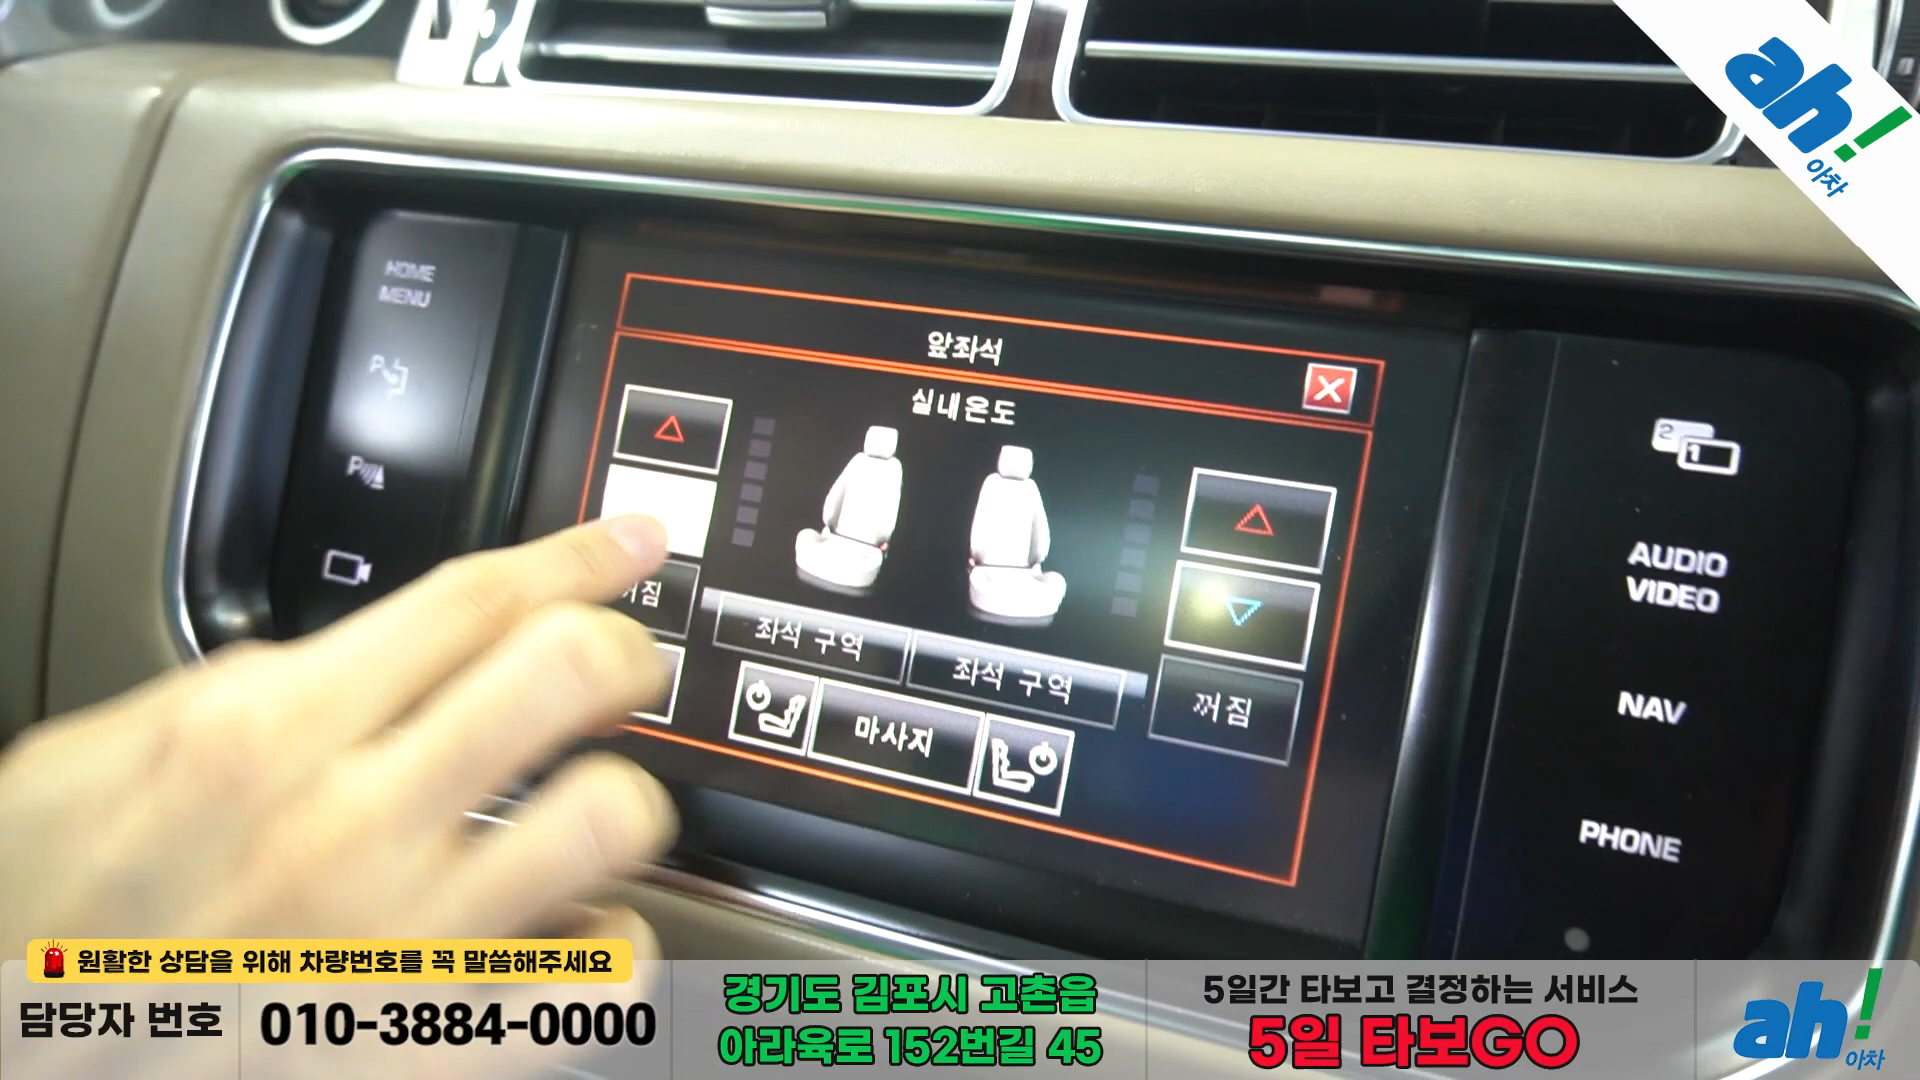 ah!
아차
HOME
MENU
앞좌석
실내온도
꺼짐
좌석 구역
좌석 구역
꺼짐
마사지
2
1
AUDIO
VIDEO
NAV
PHONE
원활한 상담을 위해 차량번호를 꼭 말씀해주세요
담당자 번호
010-3884-0000
경기도 김포시 고촌읍
아라육로 152번길 45
5일간 타보고 결정하는 서비스
5일 타보GO
ah!
아차